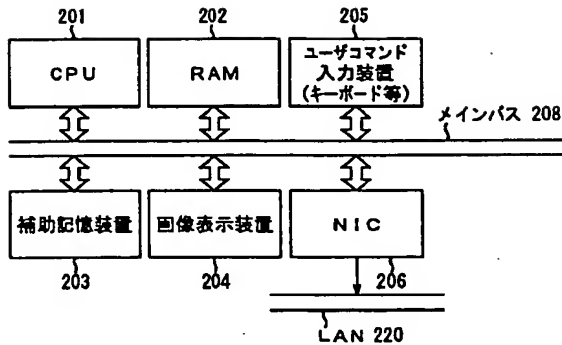 201
202
205
CPU
RAM
ユーザコマンド
入力装置
(キーボード等)
メインバス 208
補助記憶装置
画像表示装置
NIC
203
204
206
LAN 220